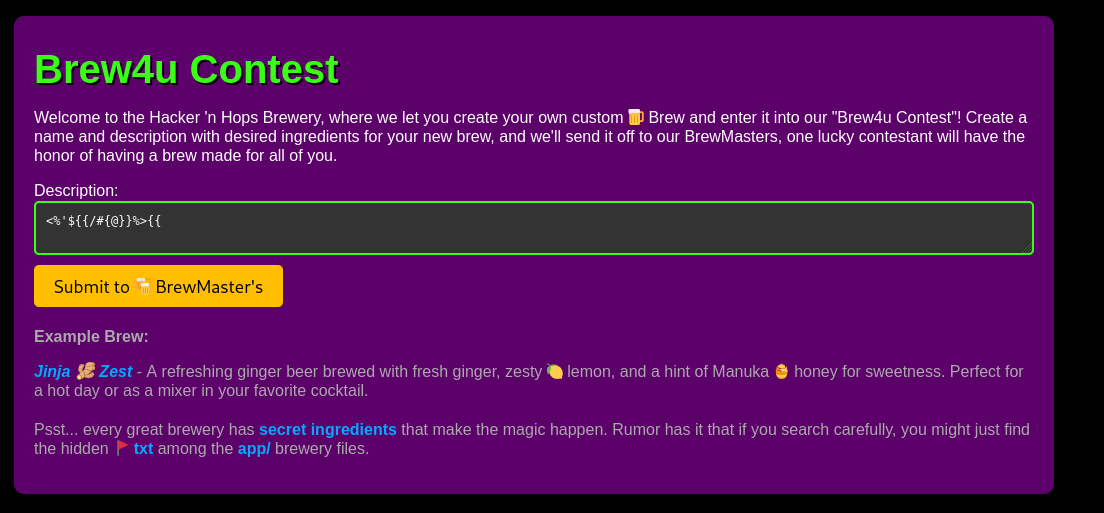 Brew4u Contest
Welcome to the Hacker 'n Hops Brewery, where we let you create your own custom 🍺 Brew and enter it into our "Brew4u Contest"! Create a
name and description with desired ingredients for your new brew, and we'll send it off to our BrewMasters, one lucky contestant will have the
honor of having a brew made for all of you.
Description:
<%'${{/#{@}}%>{{
Submit to 🍻 BrewMaster's
Example Brew:
Jinja 🫚 Zest - A refreshing ginger beer brewed with fresh ginger, zesty 🍋 lemon, and a hint of Manuka 🍯 honey for sweetness. Perfect for
a hot day or as a mixer in your favorite cocktail.
Psst... every great brewery has secret ingredients that make the magic happen. Rumor has it that if you search carefully, you might just find
the hidden 🚩 txt among the app/ brewery files.